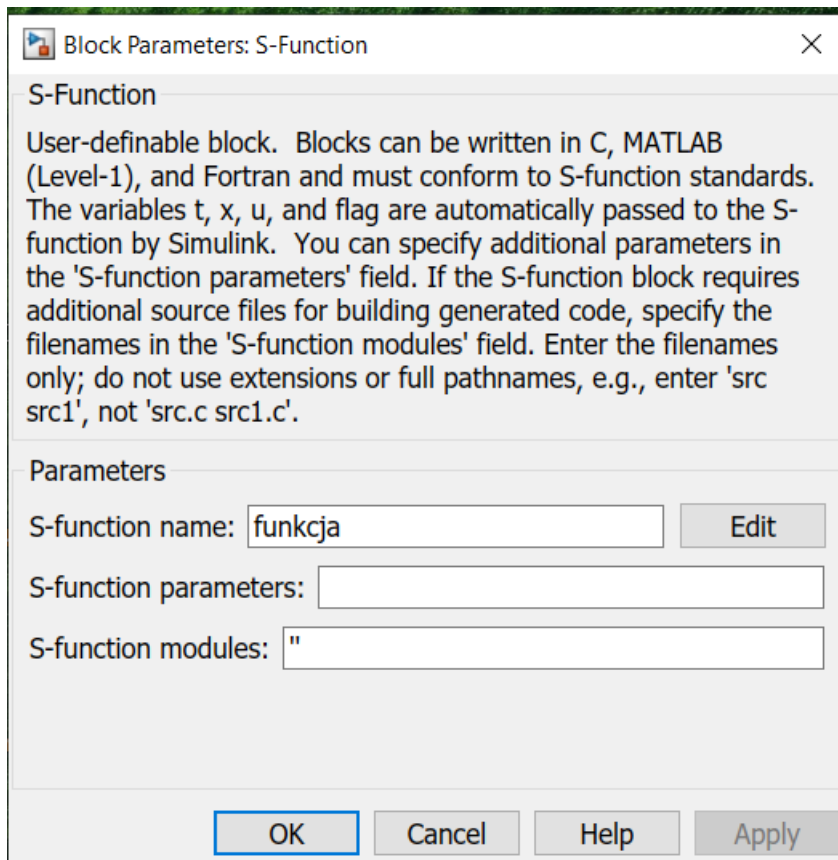 Block Parameters: S-Function
S-Function
User-definable block.  Blocks can be written in C, MATLAB
(Level-1), and Fortran and must conform to S-function standards.
The variables t, x, u, and flag are automatically passed to the S-
function by Simulink.  You can specify additional parameters in
the 'S-function parameters' field. If the S-function block requires
additional source files for building generated code, specify the
filenames in the 'S-function modules' field. Enter the filenames
only; do not use extensions or full pathnames, e.g., enter 'src
src1', not 'src.c src1.c'.
Parameters
S-function name: funkcja Edit
S-function parameters:
S-function modules: ''
OK Cancel Help Apply